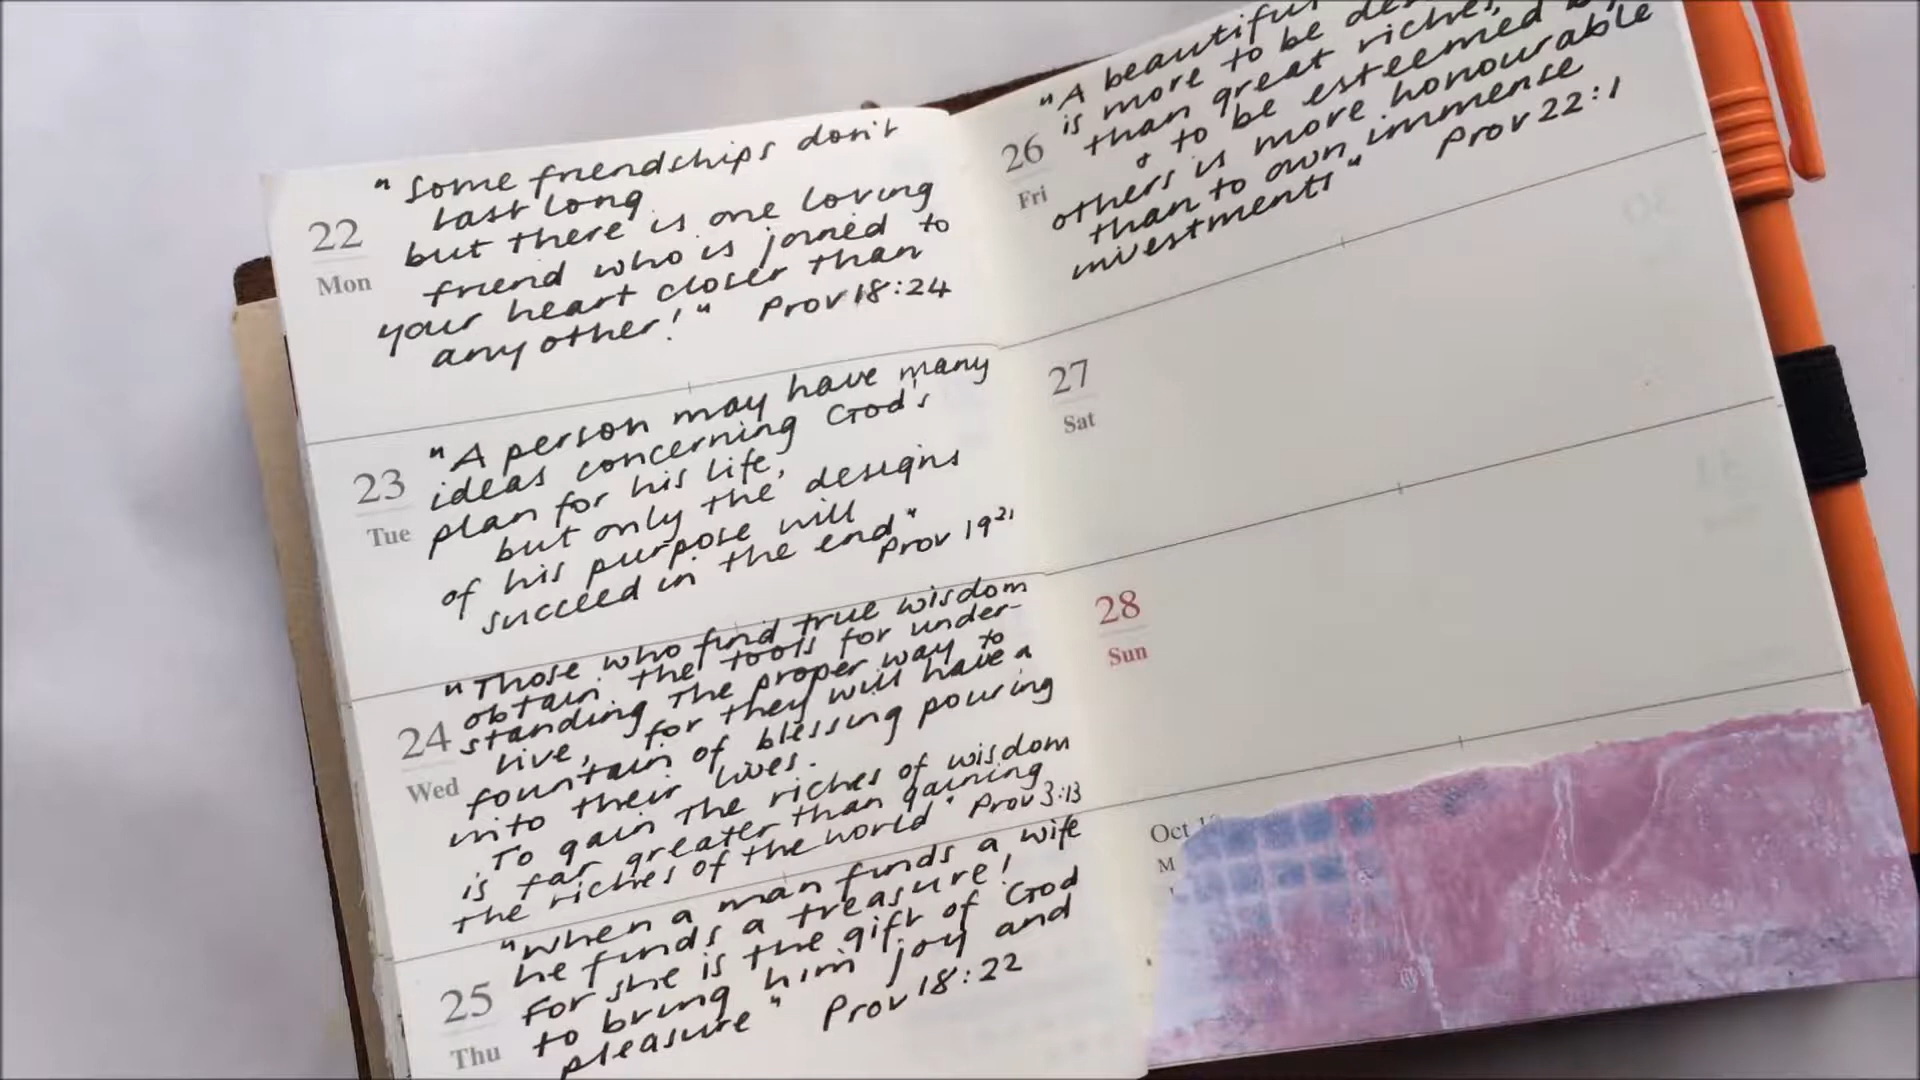 "Some friendships don't
last long
22
but there is one loving
Mon
friend who is joined to
your heart closer than
any other!" Prov 18:24
"A person may have many
ideas concerning God's
23
plan for his life,
Tue
but only the designs
of his purpose will
succeed in the end"
Prov 19 21
"Those who find true wisdom
obtain the tools for under-
standing the proper way to
24
live, for they will have a
Wed
fountain of blessing pouring
into their lives.
To gain the riches of wisdom
is far greater than gaining
the riches of the world" Prov 3:13
"When a man finds a wife
he finds a treasure!
25
For she is the gift of God
Thu
to bring him joy and
pleasure" Prov 18:22
"A beautiful
is more to be
than great riches,
26
& to be esteemed
Fri
others is more honourable
than to own immense
investments" Prov 22:1
27
Sat
28
Sun
Oct
M